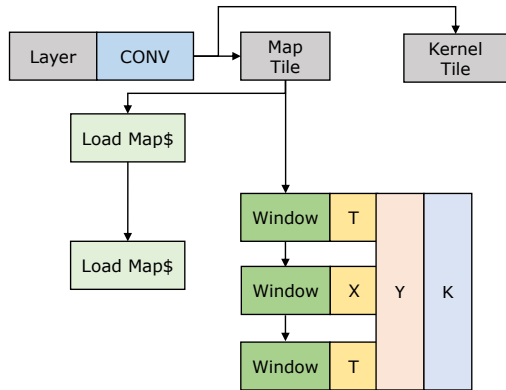 Layer
CONV
Map
Tile
Kernel
Tile
Load Map$
Load Map$
Window
T
Window
X
Y
K
Window
T